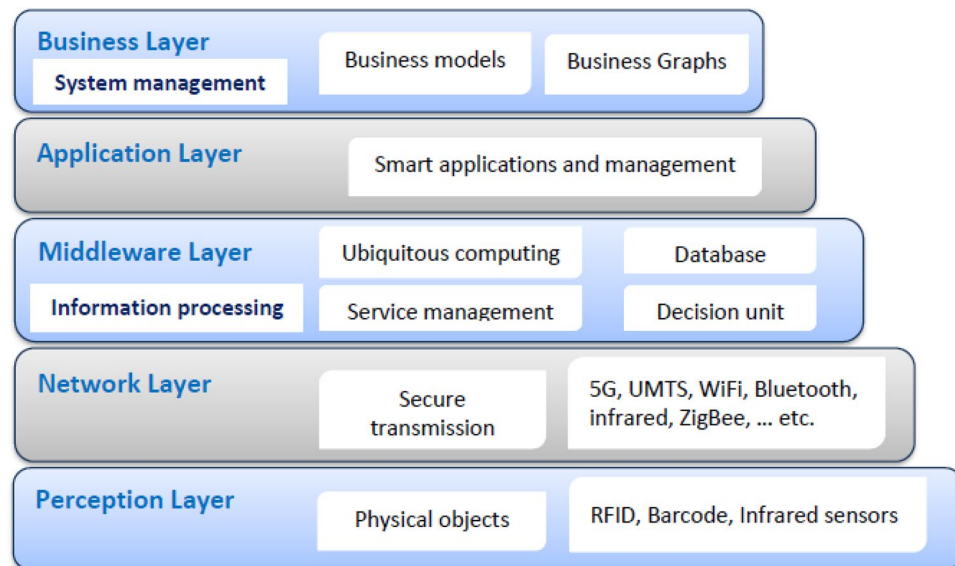 Business Layer
System management
Business models
Business Graphs
Application Layer
Smart applications and management
Middleware Layer
Information processing
Ubiquitous computing
Database
Service management
Decision unit
Network Layer
Secure
transmission
5G, UMTS, WiFi, Bluetooth,
infrared, ZigBee, ... etc.
Perception Layer
Physical objects
RFID, Barcode, Infrared sensors